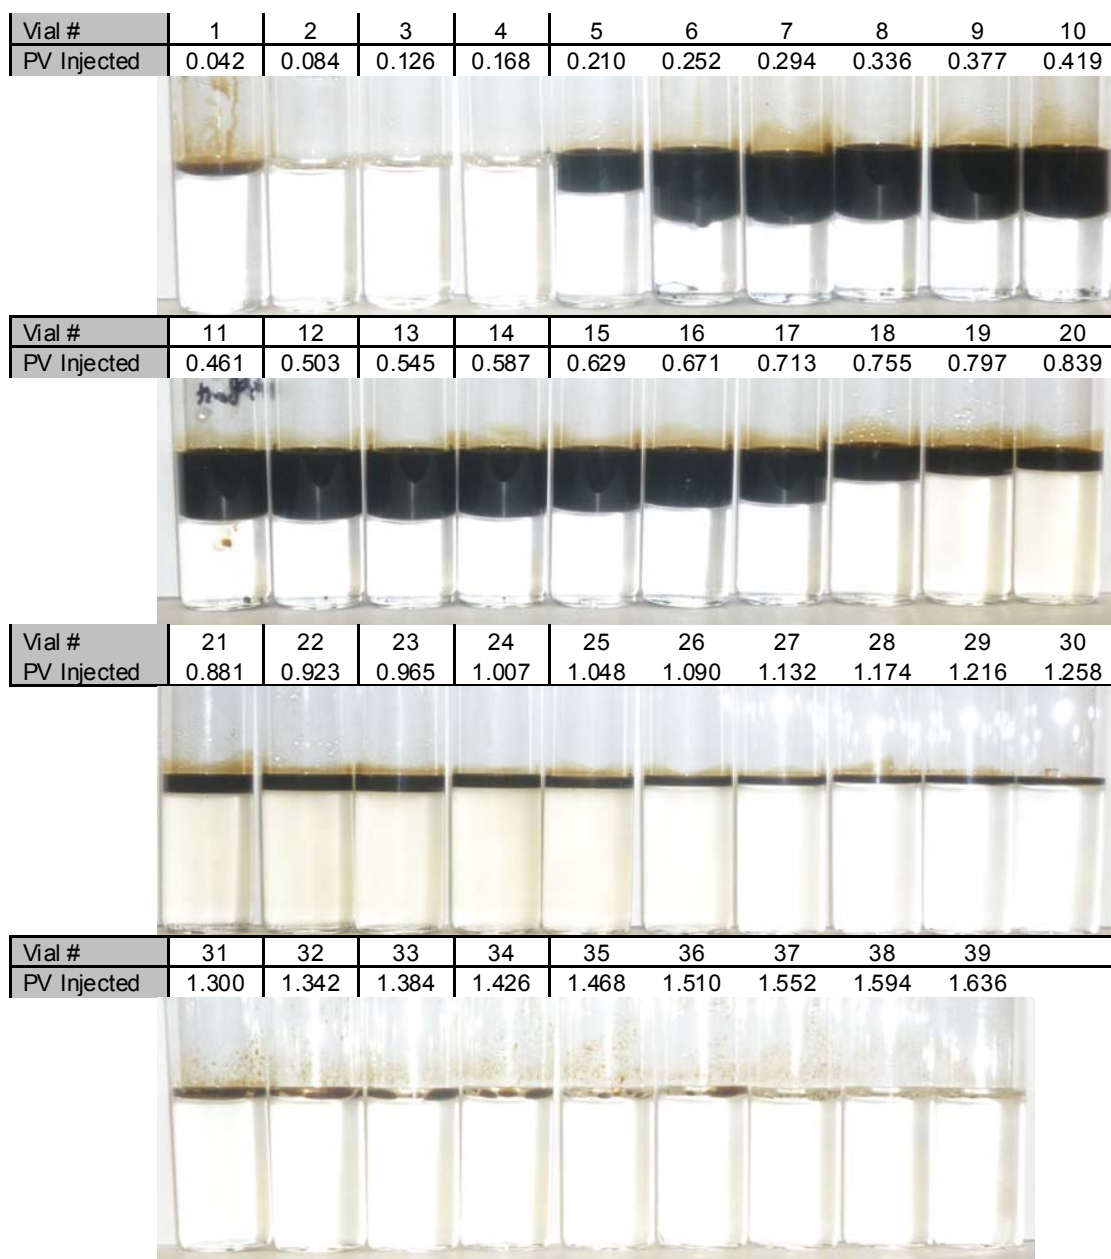 Vial # 1 2 3 4 5 6 7 8 9 10
PV Injected 0.042 0.084 0.126 0.168 0.210 0.252 0.294 0.336 0.377 0.419
Vial # 11 12 13 14 15 16 17 18 19 20
PV Injected 0.461 0.503 0.545 0.587 0.629 0.671 0.713 0.755 0.797 0.839
Vial # 21 22 23 24 25 26 27 28 29 30
PV Injected 0.881 0.923 0.965 1.007 1.048 1.090 1.132 1.174 1.216 1.258
Vial # 31 32 33 34 35 36 37 38 39
PV Injected 1.300 1.342 1.384 1.426 1.468 1.510 1.552 1.594 1.636